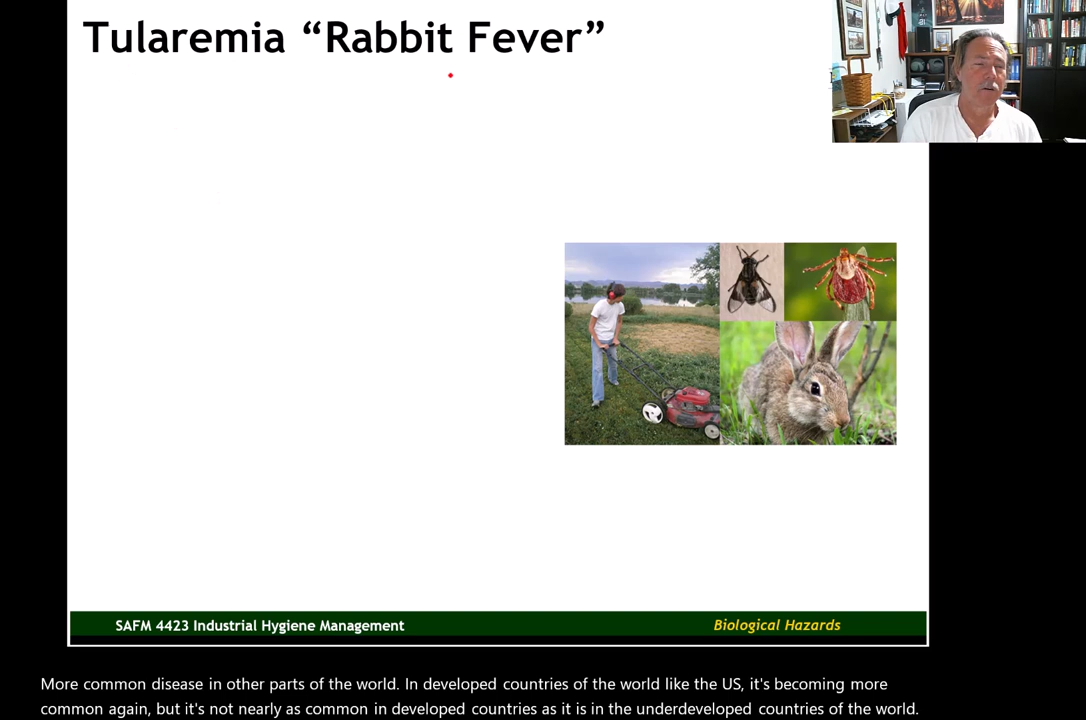 Tularemia “Rabbit Fever”
SAFM 4423 Industrial Hygiene Management
Biological Hazards
More common disease in other parts of the world. In developed countries of the world like the US, it's becoming more
common again, but it's not nearly as common in developed countries as it is in the underdeveloped countries of the world.